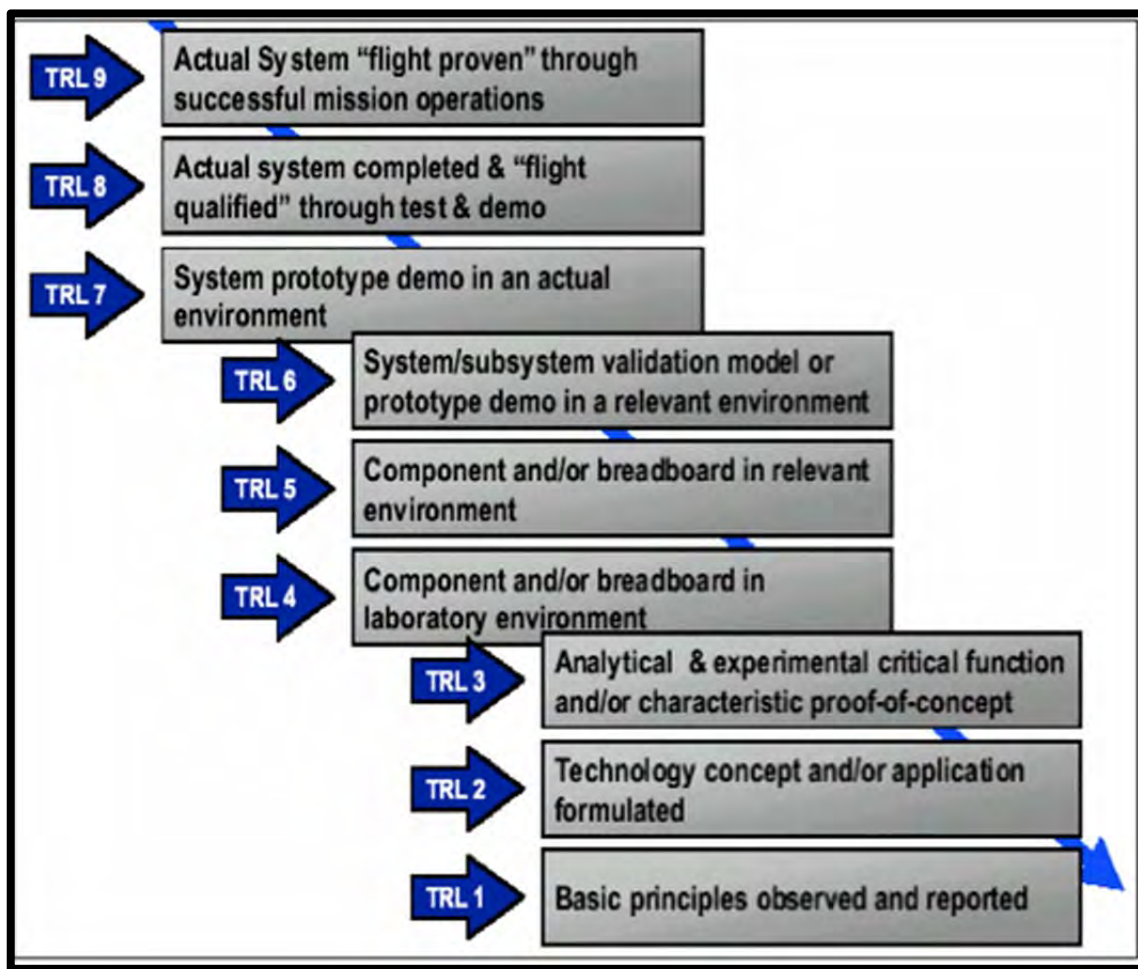 TRL 9
Actual System “flight proven” through
successful mission operations
TRL 8
Actual system completed & “flight
qualified” through test & demo
TRL 7
System prototype demo in an actual
environment
TRL 6
System/subsystem validation model or
prototype demo in a relevant environment
TRL 5
Component and/or breadboard in relevant
environment
TRL 4
Component and/or breadboard in
laboratory environment
TRL 3
Analytical & experimental critical function
and/or characteristic proof-of-concept
TRL 2
Technology concept and/or application
formulated
TRL 1
Basic principles observed and reported